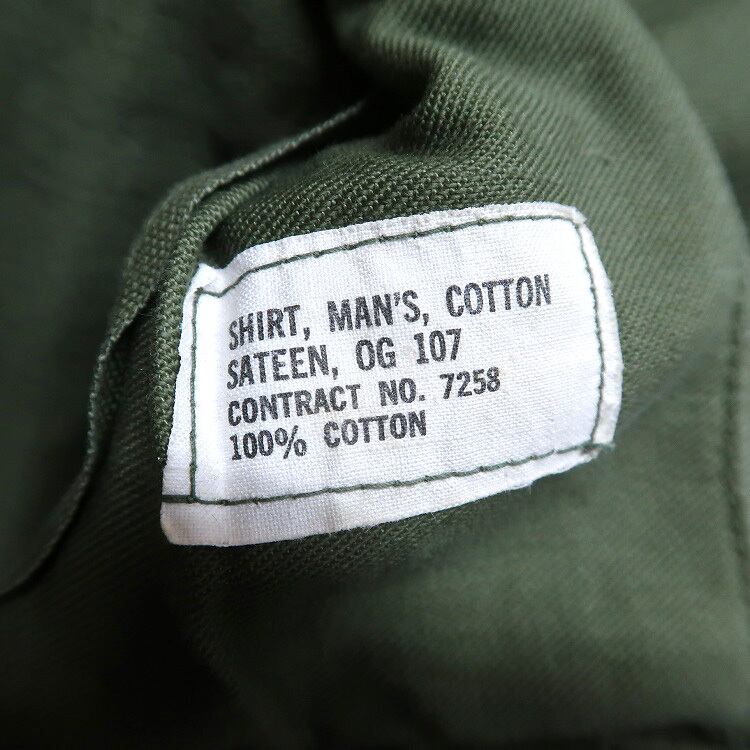 SHIRT, MAN'S, COTTON
SATEEN, OG 107
CONTRACT NO. 7258
100% COTTON